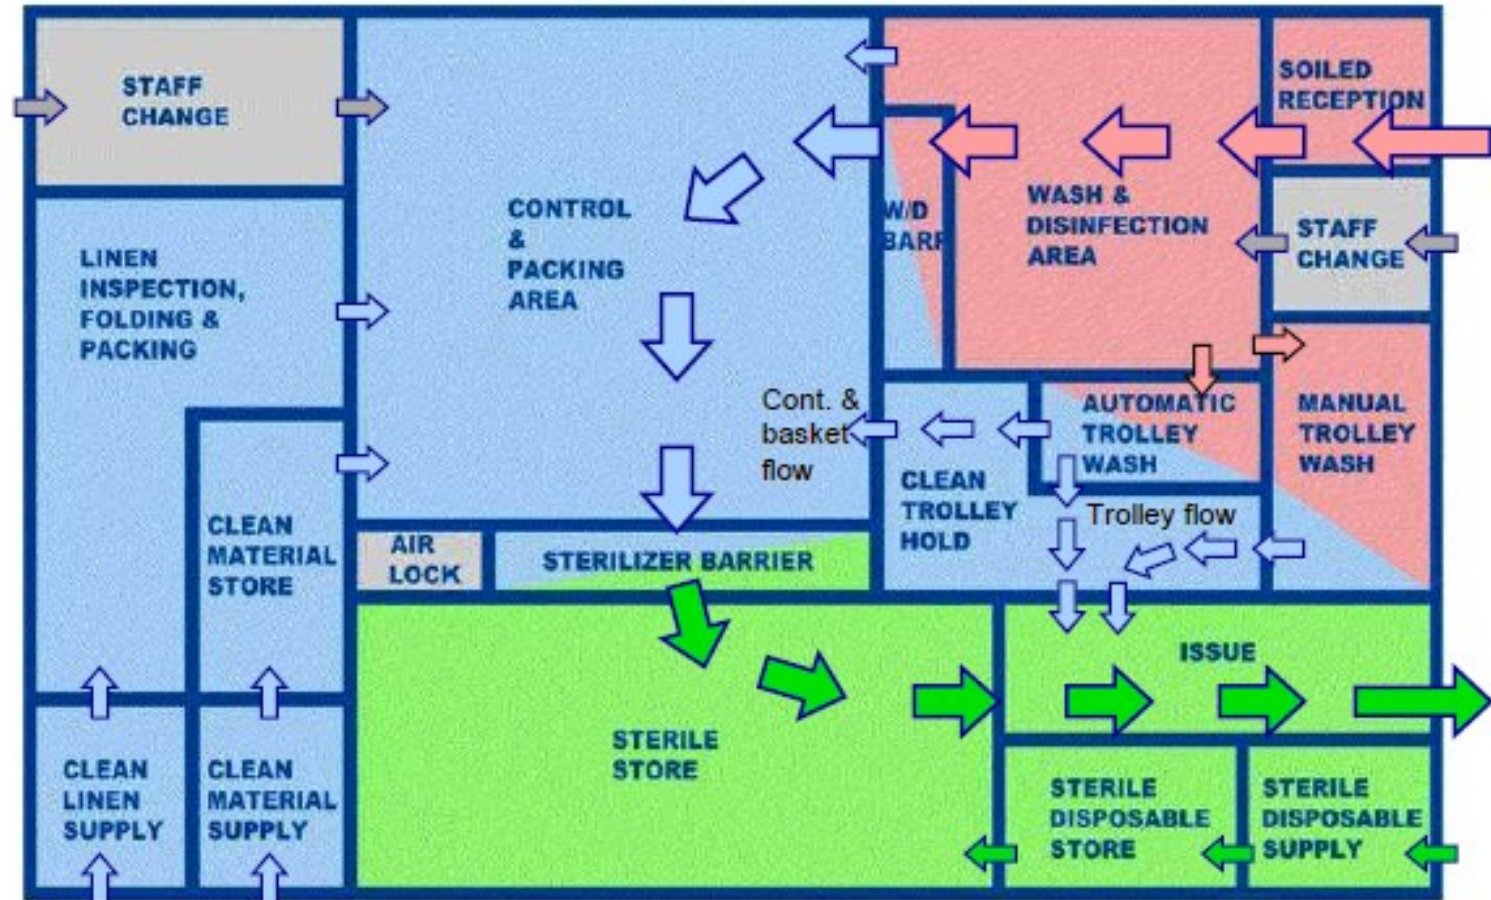 STAFF
CHANGE
SOILED
RECEPTION
CONTROL
&
PACKING
AREA
W/D
BARR
WASH &
DISINFECTION
AREA
STAFF
CHANGE
LINEN
INSPECTION,
FOLDING &
PACKING
Cont. &
basket
flow
AUTOMATIC
TROLLEY
WASH
MANUAL
TROLLEY
WASH
CLEAN
TROLLEY
HOLD
Trolley flow
CLEAN
MATERIAL
STORE
AIR
LOCK
STERILIZER BARRIER
ISSUE
STERILE
STORE
CLEAN
LINEN
SUPPLY
CLEAN
MATERIAL
SUPPLY
STERILE
DISPOSABLE
STORE
STERILE
DISPOSABLE
SUPPLY